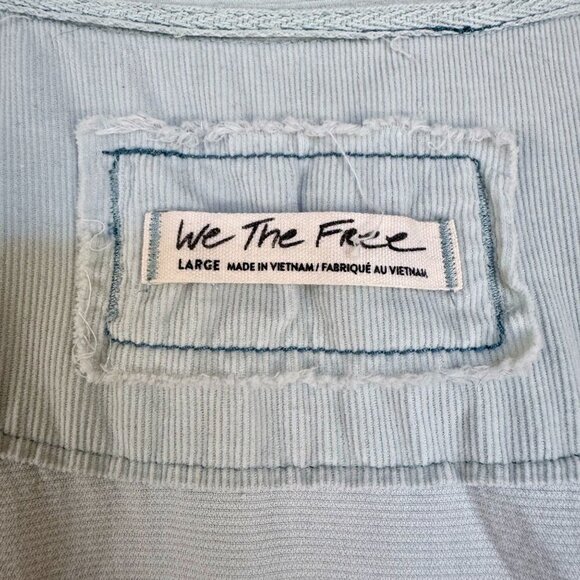 We The Free
LARGE MADE IN VIETNAM / FABRIQUÉ AU VIETNAM